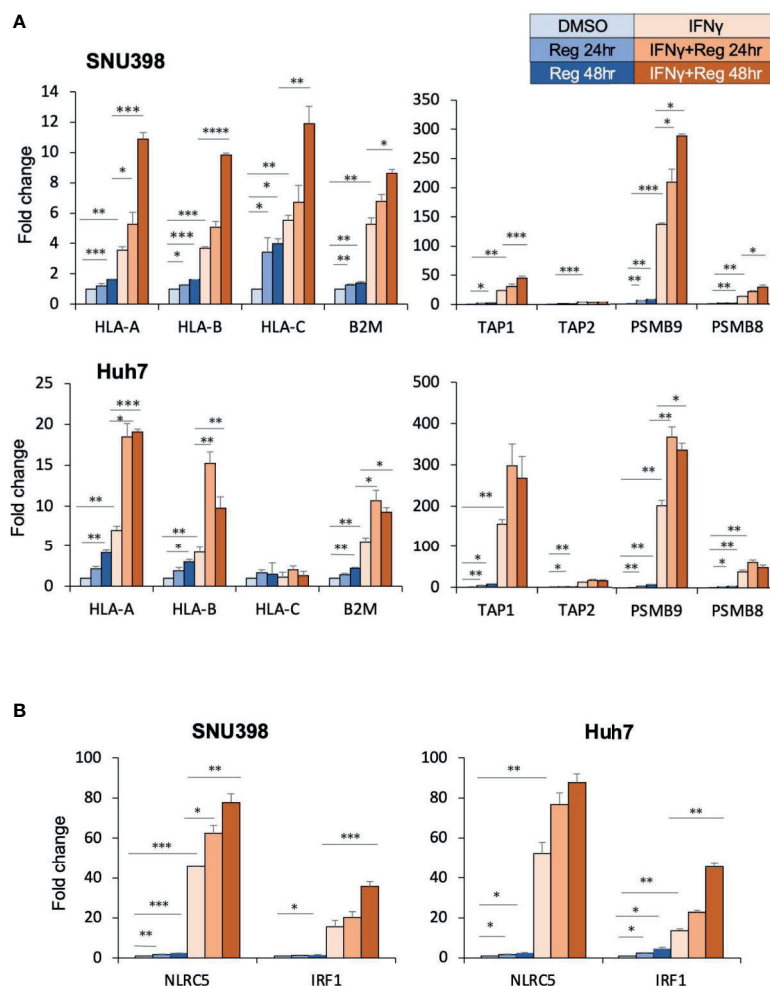 A
DMSO IFNγ
Reg 24hr IFNγ+Reg 24hr
Reg 48hr IFNγ+Reg 48hr
SNU398
Fold change
14
12
10
8
6
4
2
0
*** ** * *** **** *** *** * ** ** * * * ** ** **
HLA-A HLA-B HLA-C B2M
350
300
250
200
150
100
50
0
*** ** * *** * * *** ** ** * ** **
TAP1 TAP2 PSMB9 PSMB8
Huh7
Fold change
25
20
15
10
5
0
*** * ** ** ** ** ** * * * ** **
HLA-A HLA-B HLA-C B2M
500
400
300
200
100
0
** * ** ** * * ** ** ** ** ** ** *
TAP1 TAP2 PSMB9 PSMB8
B
SNU398 Huh7
Fold change
100
80
60
40
20
0
** * *** *** ** *** *
NLRC5 IRF1
Fold change
100
80
60
40
20
0
** * * ** ** * *
NLRC5 IRF1